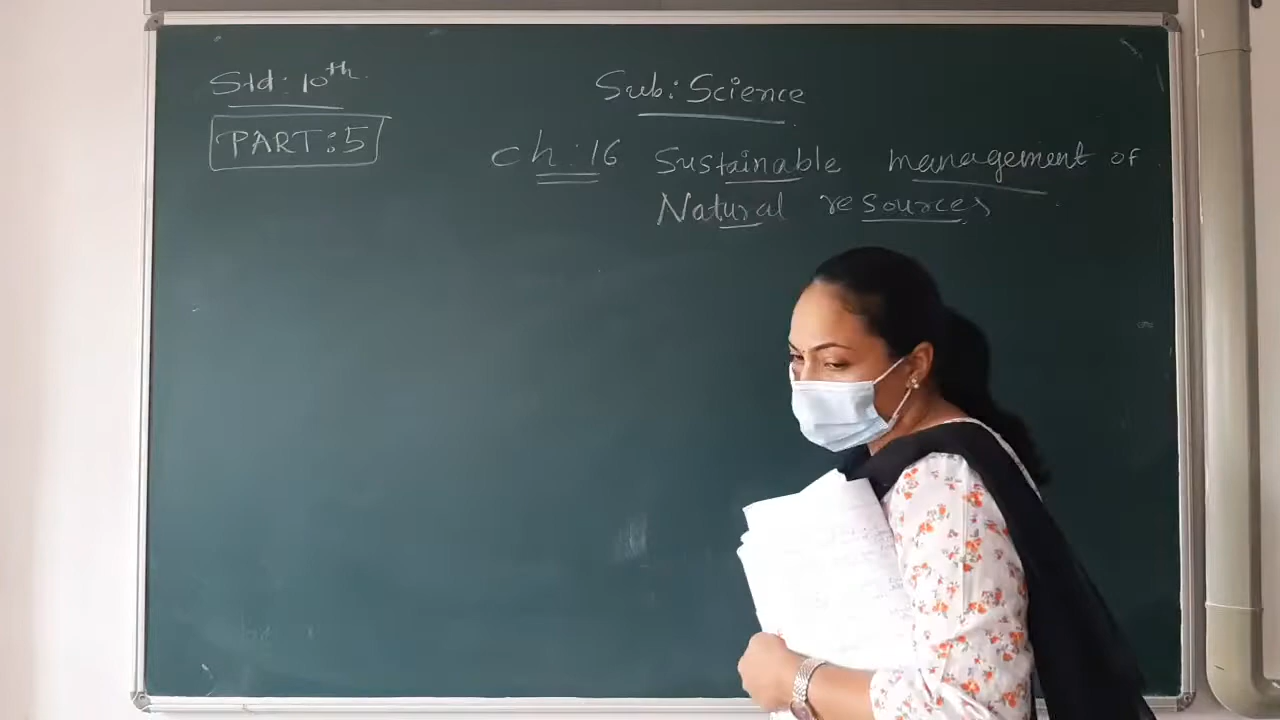 Std: 10th.
PART: 5
Sub: Science
ch: 16 Sustainable management of
Natural resources